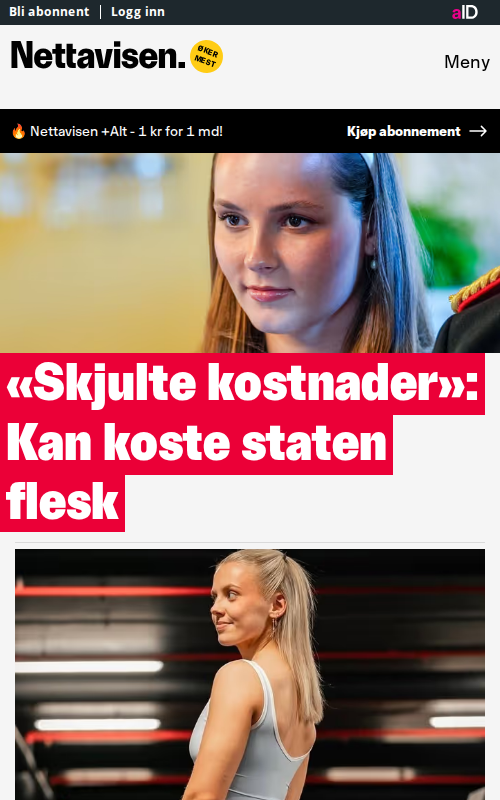 Bli abonnent | Logg inn
aID
Nettavisen.
ØKER
MEST
Meny
🔥 Nettavisen +Alt - 1 kr for 1 md!
Kjøp abonnement →
«Skjulte kostnader»:
Kan koste staten
flesk